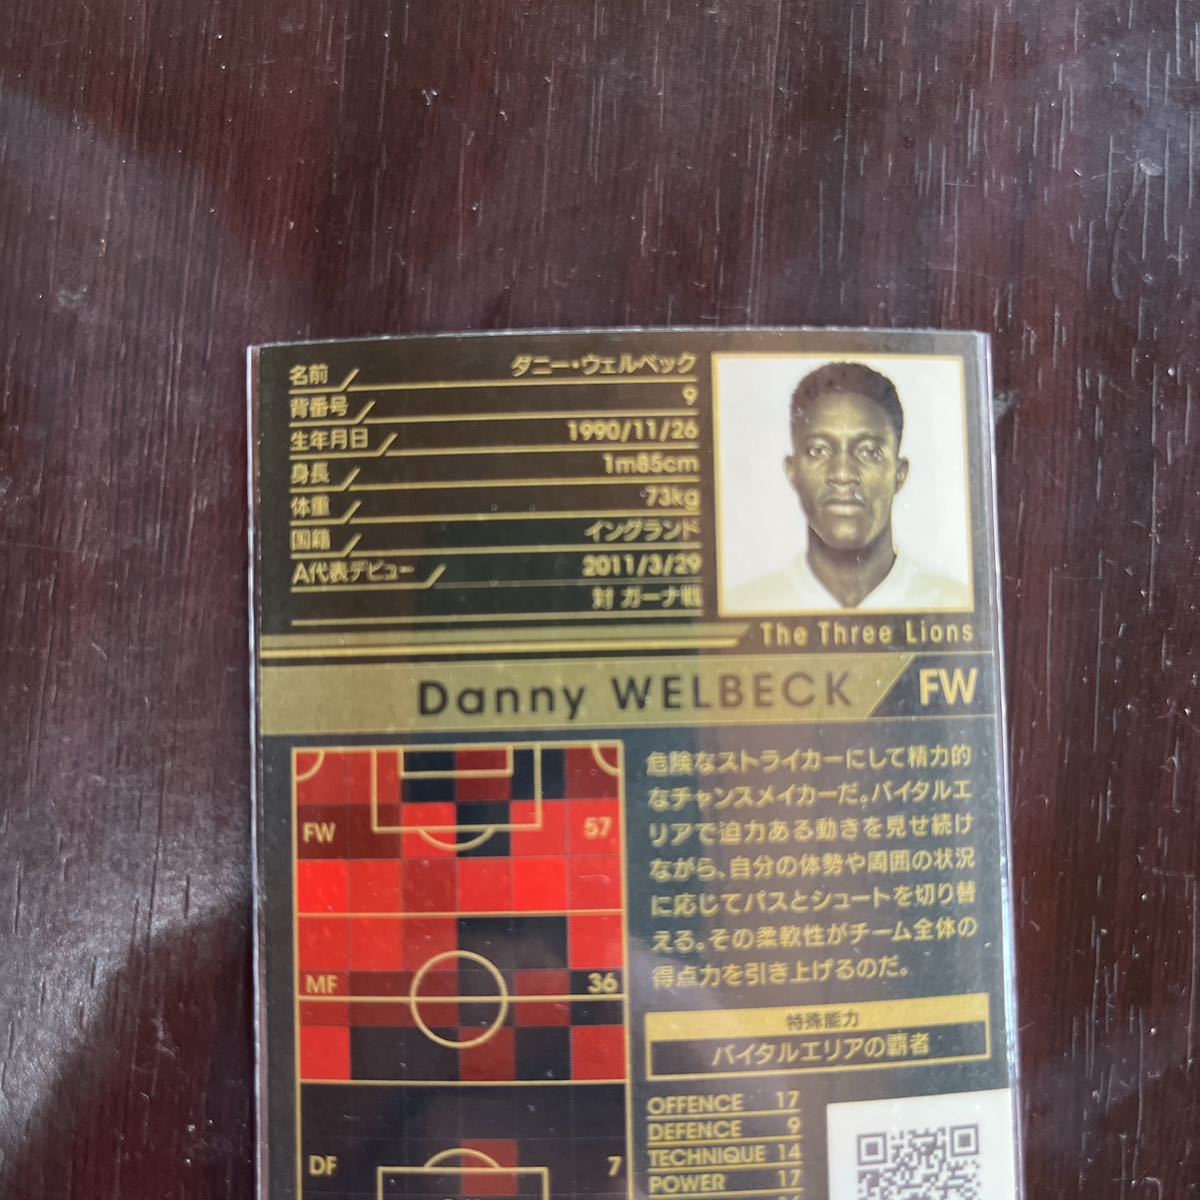 名前 ダニー・ウェルベック
背番号 9
生年月日 1990/11/26
身長 1m85cm
体重 73kg
国籍 イングランド
A代表デビュー 2011/3/29
対 ガーナ戦
The Three Lions
Danny WELBECK FW
FW 57
MF 36
DF 7
危険なストライカーにして精力的
なチャンスメイカーだ。バイタルエ
リアで迫力ある動きを見せ続け
ながら、自分の体勢や周囲の状況
に応じてパスとシュートを切り替
える。その柔軟性がチーム全体の
得点力を引き上げるのだ。
特殊能力
バイタルエリアの覇者
OFFENCE 17
DEFENCE 9
TECHNIQUE 14
POWER 17